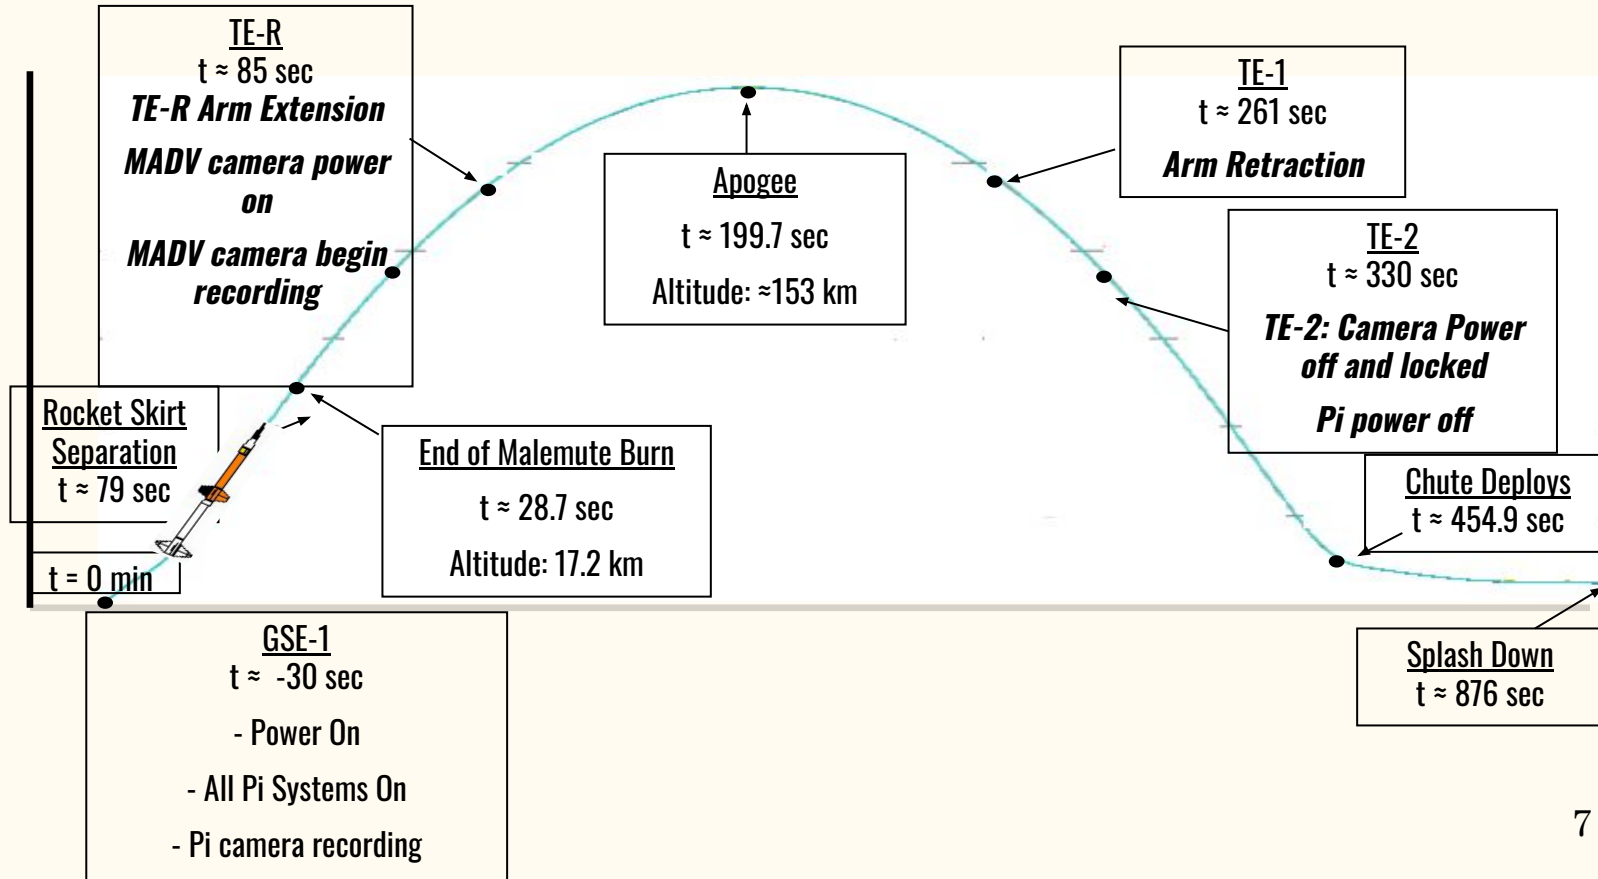 TE-R
t ≈ 85 sec
TE-R Arm Extension
MADV camera power
on
MADV camera begin
recording
Apogee
t ≈ 199.7 sec
Altitude: ≈153 km
TE-1
t ≈ 261 sec
Arm Retraction
TE-2
t ≈ 330 sec
TE-2: Camera Power
off and locked
Pi power off
Rocket Skirt
Separation
t ≈ 79 sec
End of Malemute Burn
t ≈ 28.7 sec
Altitude: 17.2 km
Chute Deploys
t ≈ 454.9 sec
t = 0 min
GSE-1
t ≈ -30 sec
- Power On
- All Pi Systems On
- Pi camera recording
Splash Down
t ≈ 876 sec
7